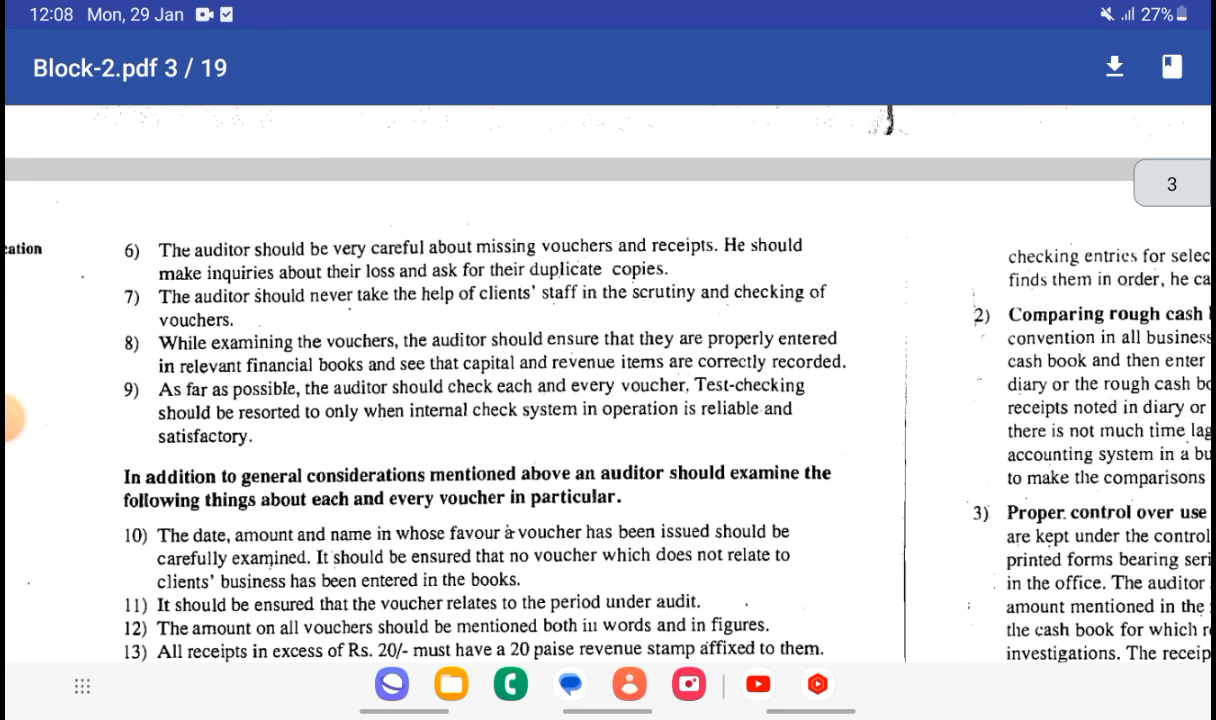 12:08 Mon, 29 Jan
27%
Block-2.pdf 3 / 19
3
cation
6) The auditor should be very careful about missing vouchers and receipts. He should
make inquiries about their loss and ask for their duplicate copies.
7) The auditor should never take the help of clients' staff in the scrutiny and checking of
vouchers.
8) While examining the vouchers, the auditor should ensure that they are properly entered
in relevant financial books and see that capital and revenue items are correctly recorded.
9) As far as possible, the auditor should check each and every voucher. Test-checking
should be resorted to only when internal check system in operation is reliable and
satisfactory.
In addition to general considerations mentioned above an auditor should examine the
following things about each and every voucher in particular.
10) The date, amount and name in whose favour a voucher has been issued should be
carefully examined. It should be ensured that no voucher which does not relate to
clients' business has been entered in the books.
11) It should be ensured that the voucher relates to the period under audit.
12) The amount on all vouchers should be mentioned both in words and in figures.
13) All receipts in excess of Rs. 20/- must have a 20 paise revenue stamp affixed to them.
checking entries for selec
finds them in order, he ca
2) Comparing rough cash
convention in all business
cash book and then enter
diary or the rough cash bo
receipts noted in diary or
there is not much time lag
accounting system in a bu
to make the comparisons
3) Proper control over use
are kept under the control
printed forms bearing seri
in the office. The auditor
amount mentioned in the
the cash book for which r
investigations. The receip